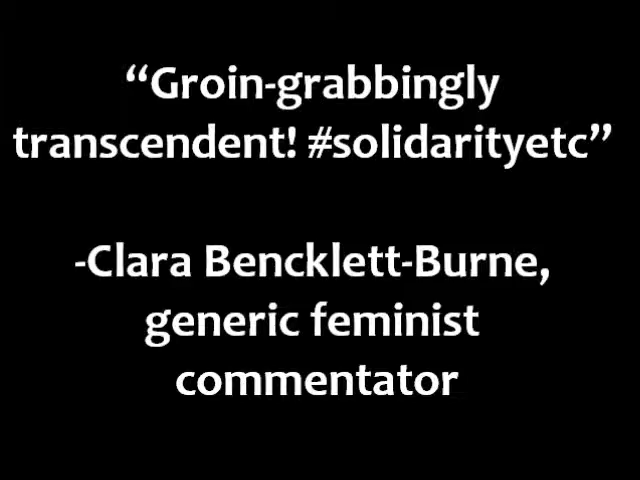 “Groin-grabbingly
transcendent! #solidarityetc”
-Clara Bencklett-Burne,
generic feminist
commentator